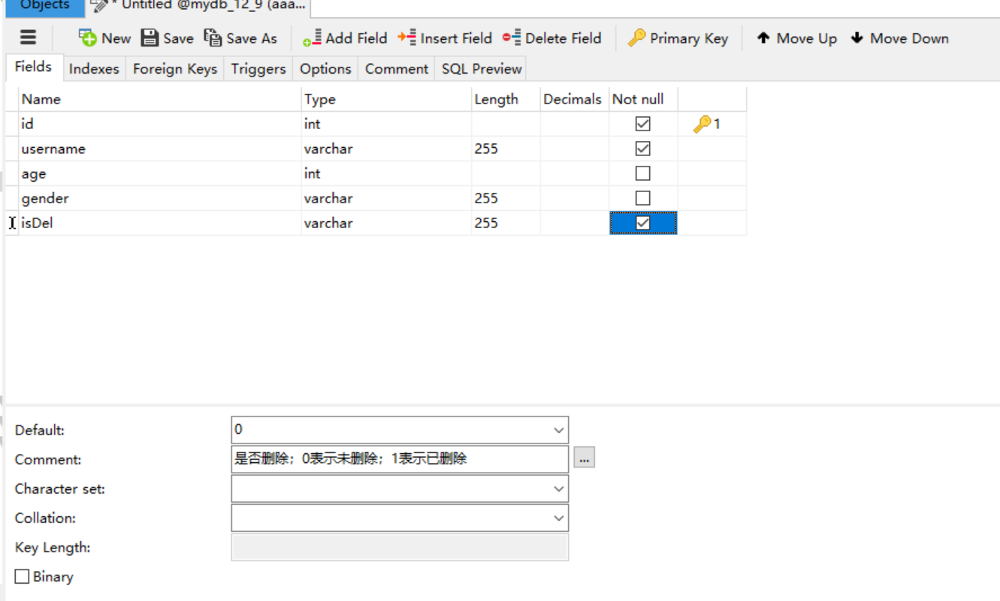 Objects * Untitled @mydb_12_9 (aaa...
New Save Save As Add Field Insert Field Delete Field Primary Key Move Up Move Down
Fields Indexes Foreign Keys Triggers Options Comment SQL Preview
Name Type Length Decimals Not null
id int 1
username varchar 255
age int
gender varchar 255
isDel varchar 255
Default: 0
Comment: 是否删除；0表示未删除；1表示已删除 ...
Character set:
Collation:
Key Length:
Binary